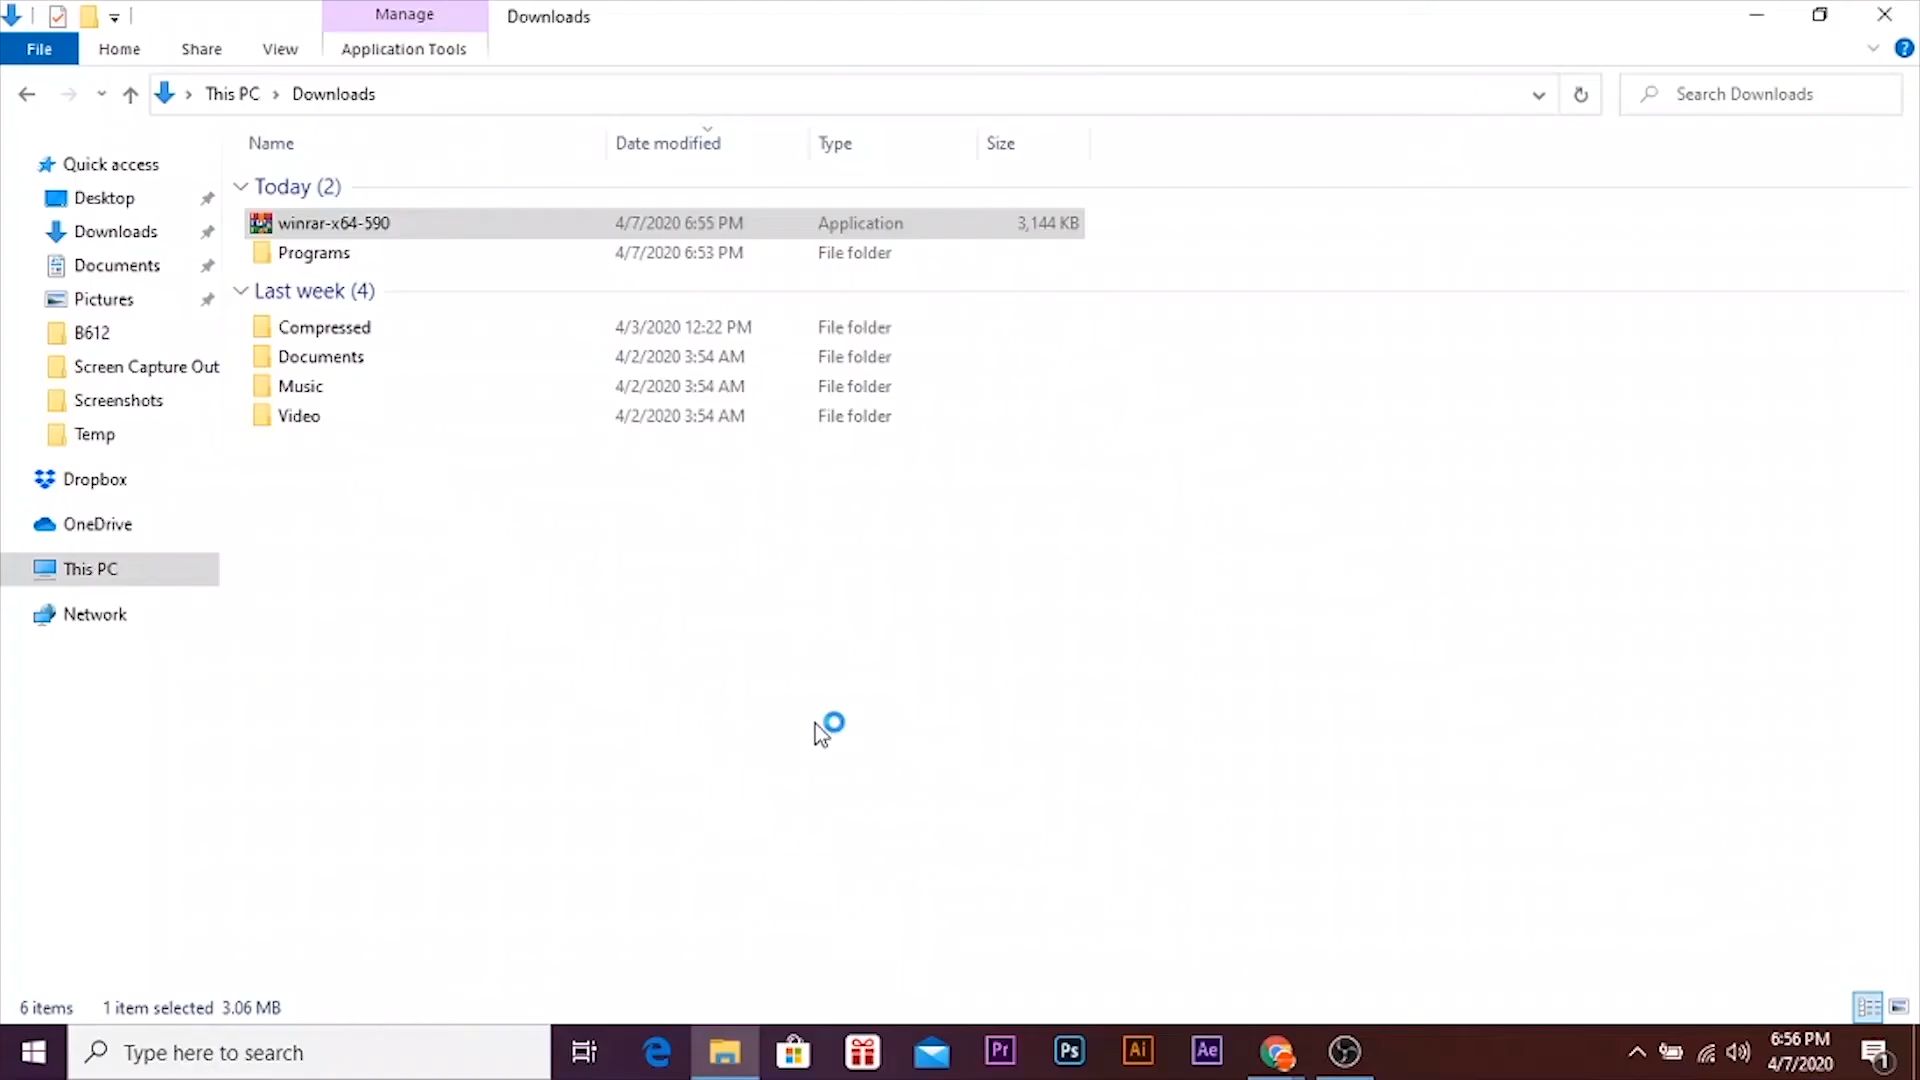 Manage
Downloads
File
Home
Share
View
Application Tools
This PC
Downloads
Search Downloads
Name
Date modified
Type
Size
Quick access
Desktop
Downloads
Documents
Pictures
B612
Screen Capture Out
Screenshots
Temp
Dropbox
OneDrive
This PC
Network
Today (2)
winrar-x64-590 4/7/2020 6:55 PM Application 3,144 KB
Programs 4/7/2020 6:53 PM File folder
Last week (4)
Compressed 4/3/2020 12:22 PM File folder
Documents 4/2/2020 3:54 AM File folder
Music 4/2/2020 3:54 AM File folder
Video 4/2/2020 3:54 AM File folder
6 items 1 item selected 3.06 MB
Type here to search
Pr
Ps
Ai
Ae
6:56 PM
4/7/2020
1